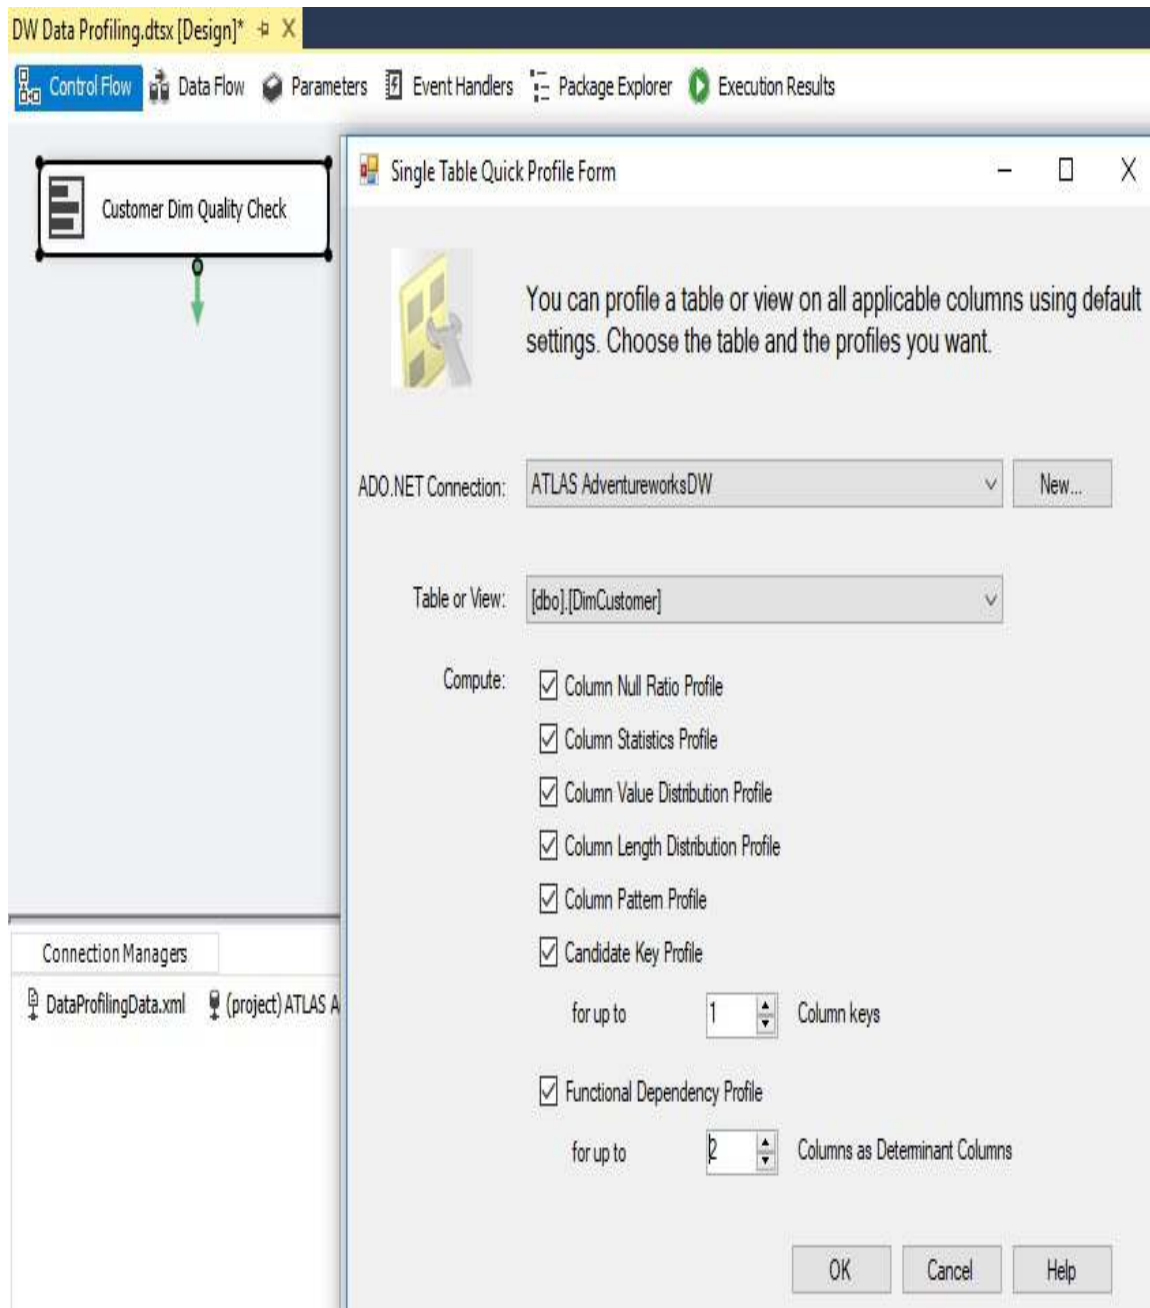 DW Data Profiling.dtsx [Design]*
Control Flow Data Flow Parameters Event Handlers Package Explorer Execution Results
Customer Dim Quality Check
Single Table Quick Profile Form
You can profile a table or view on all applicable columns using default
settings. Choose the table and the profiles you want.
ADO.NET Connection: ATLAS AdventureworksDW New...
Table or View: [dbo].[DimCustomer]
Compute: Column Null Ratio Profile
Column Statistics Profile
Column Value Distribution Profile
Column Length Distribution Profile
Column Pattern Profile
Candidate Key Profile
for up to 1 Column keys
Functional Dependency Profile
for up to 2 Columns as Determinant Columns
OK Cancel Help
Connection Managers
DataProfilingData.xml (project) ATLAS A